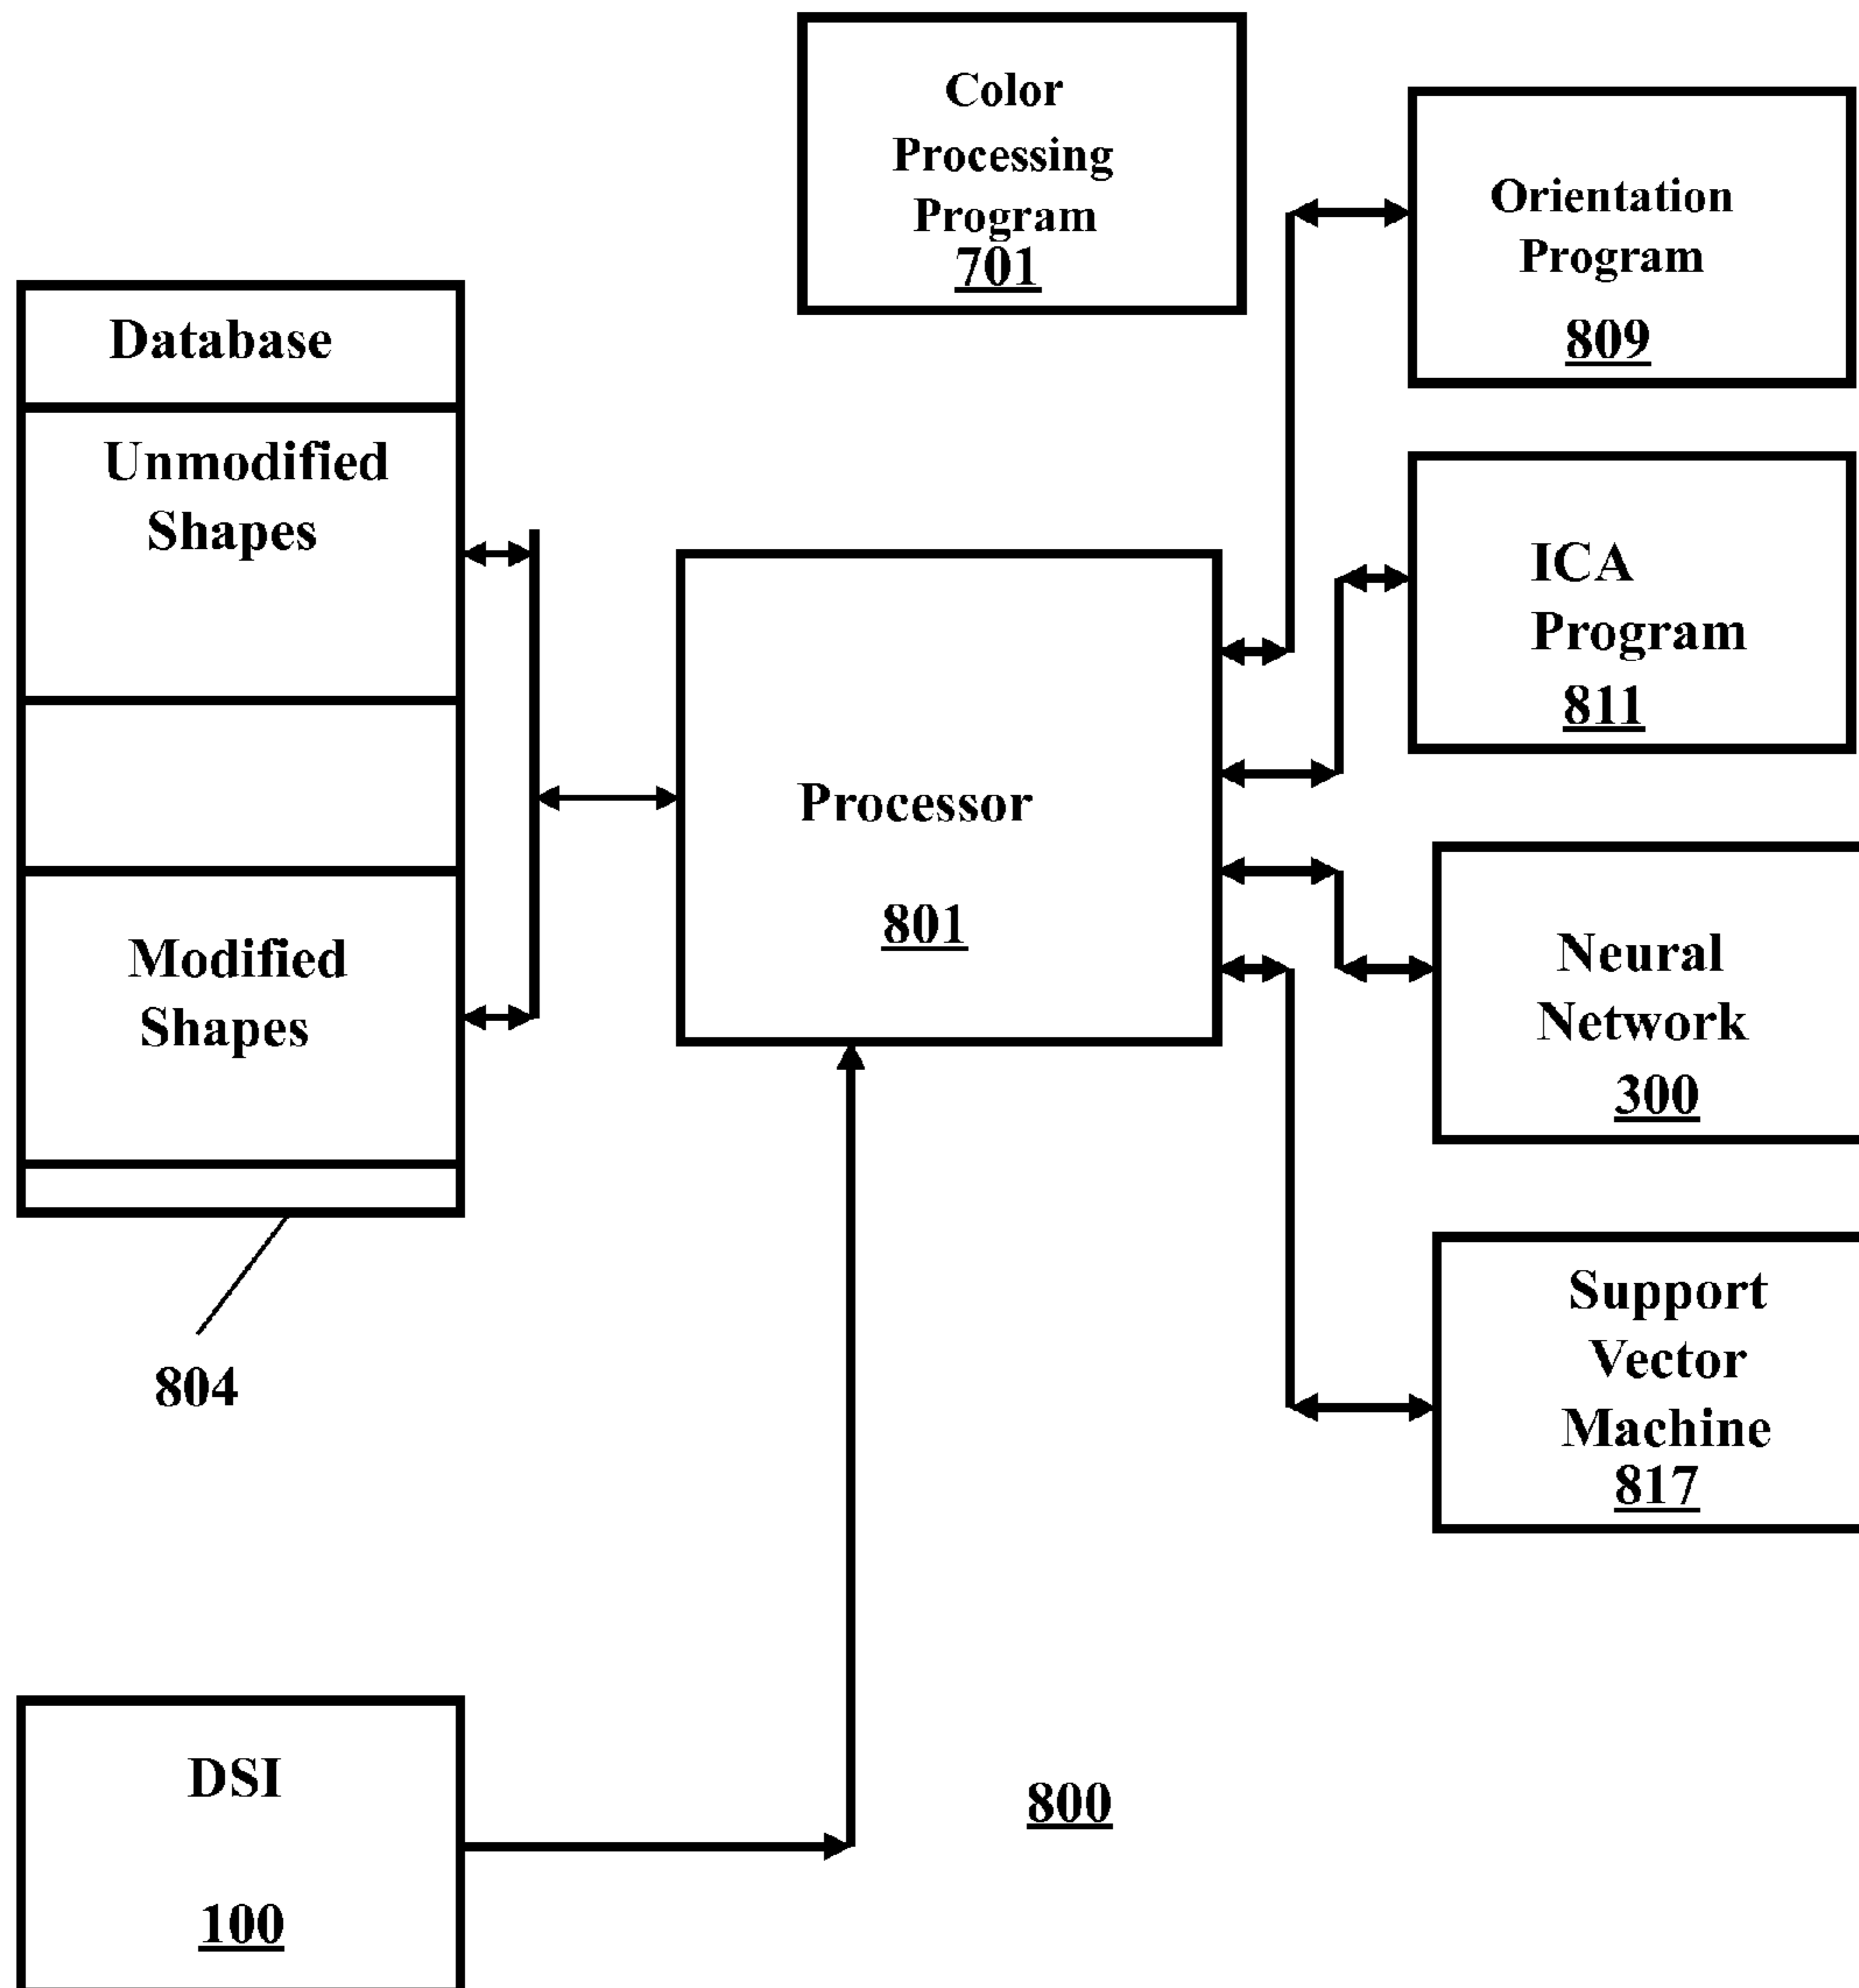 Color
Processing
Program
701
Orientation
Program
809
Database
Unmodified
Shapes
ICA
Program
811
Processor
801
Modified
Shapes
Neural
Network
300
804
Support
Vector
Machine
817
DSI
100
800